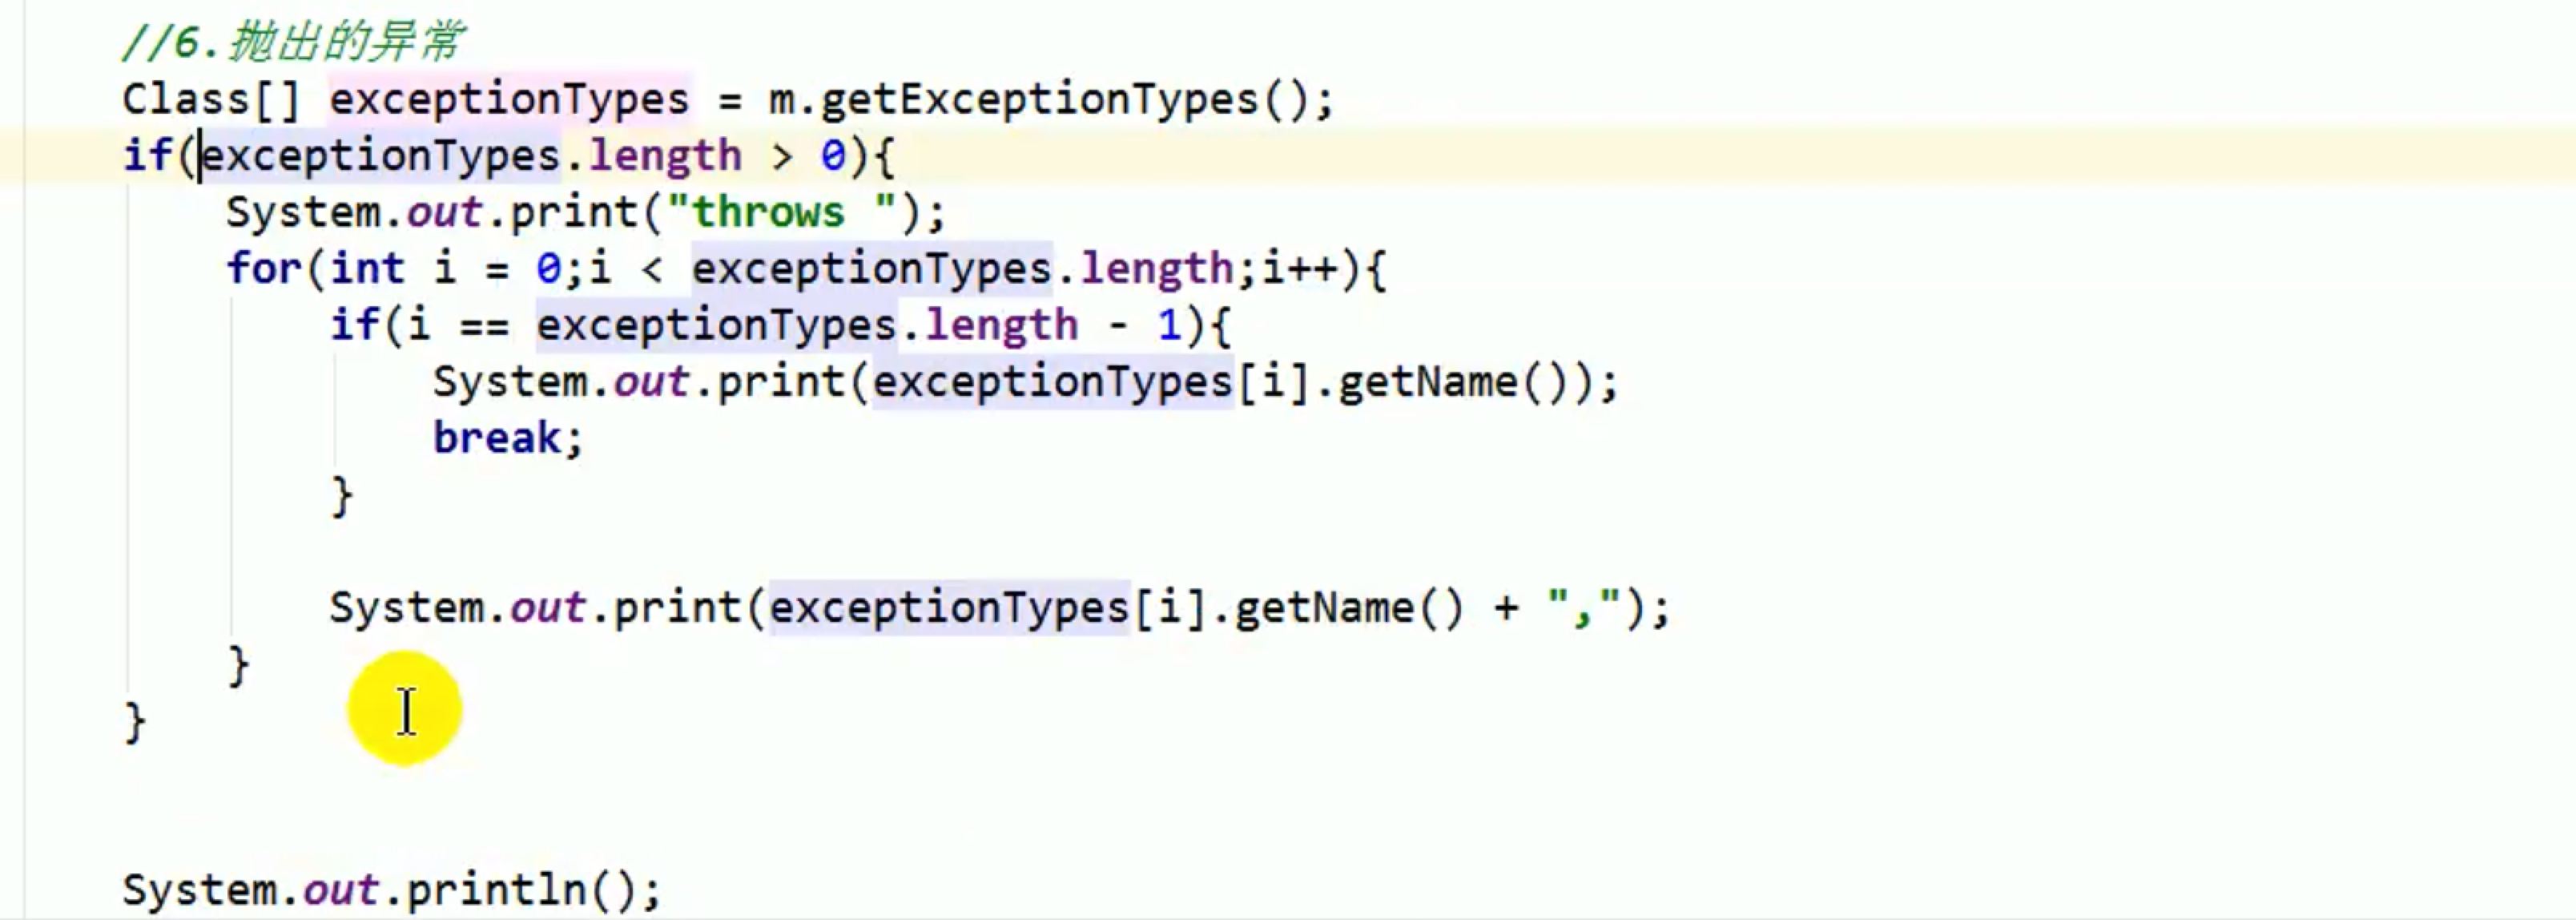 //6.抛出的异常
Class[] exceptionTypes = m.getExceptionTypes();
if(exceptionTypes.length > 0){
    System.out.print("throws ");
    for(int i = 0;i < exceptionTypes.length;i++){
        if(i == exceptionTypes.length - 1){
            System.out.print(exceptionTypes[i].getName());
            break;
        }
        System.out.print(exceptionTypes[i].getName() + ",");
    }
}
System.out.println();